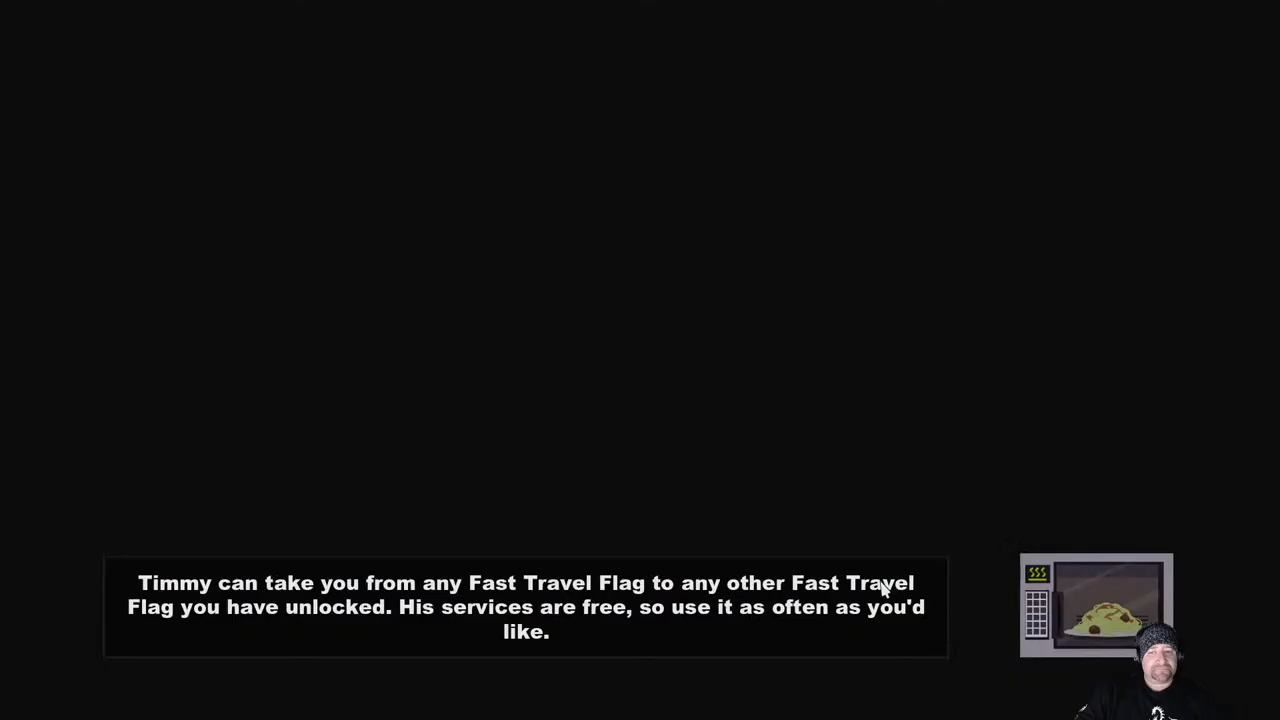 Timmy can take you from any Fast Travel Flag to any other Fast Travel
Flag you have unlocked. His services are free, so use it as often as you'd
like.